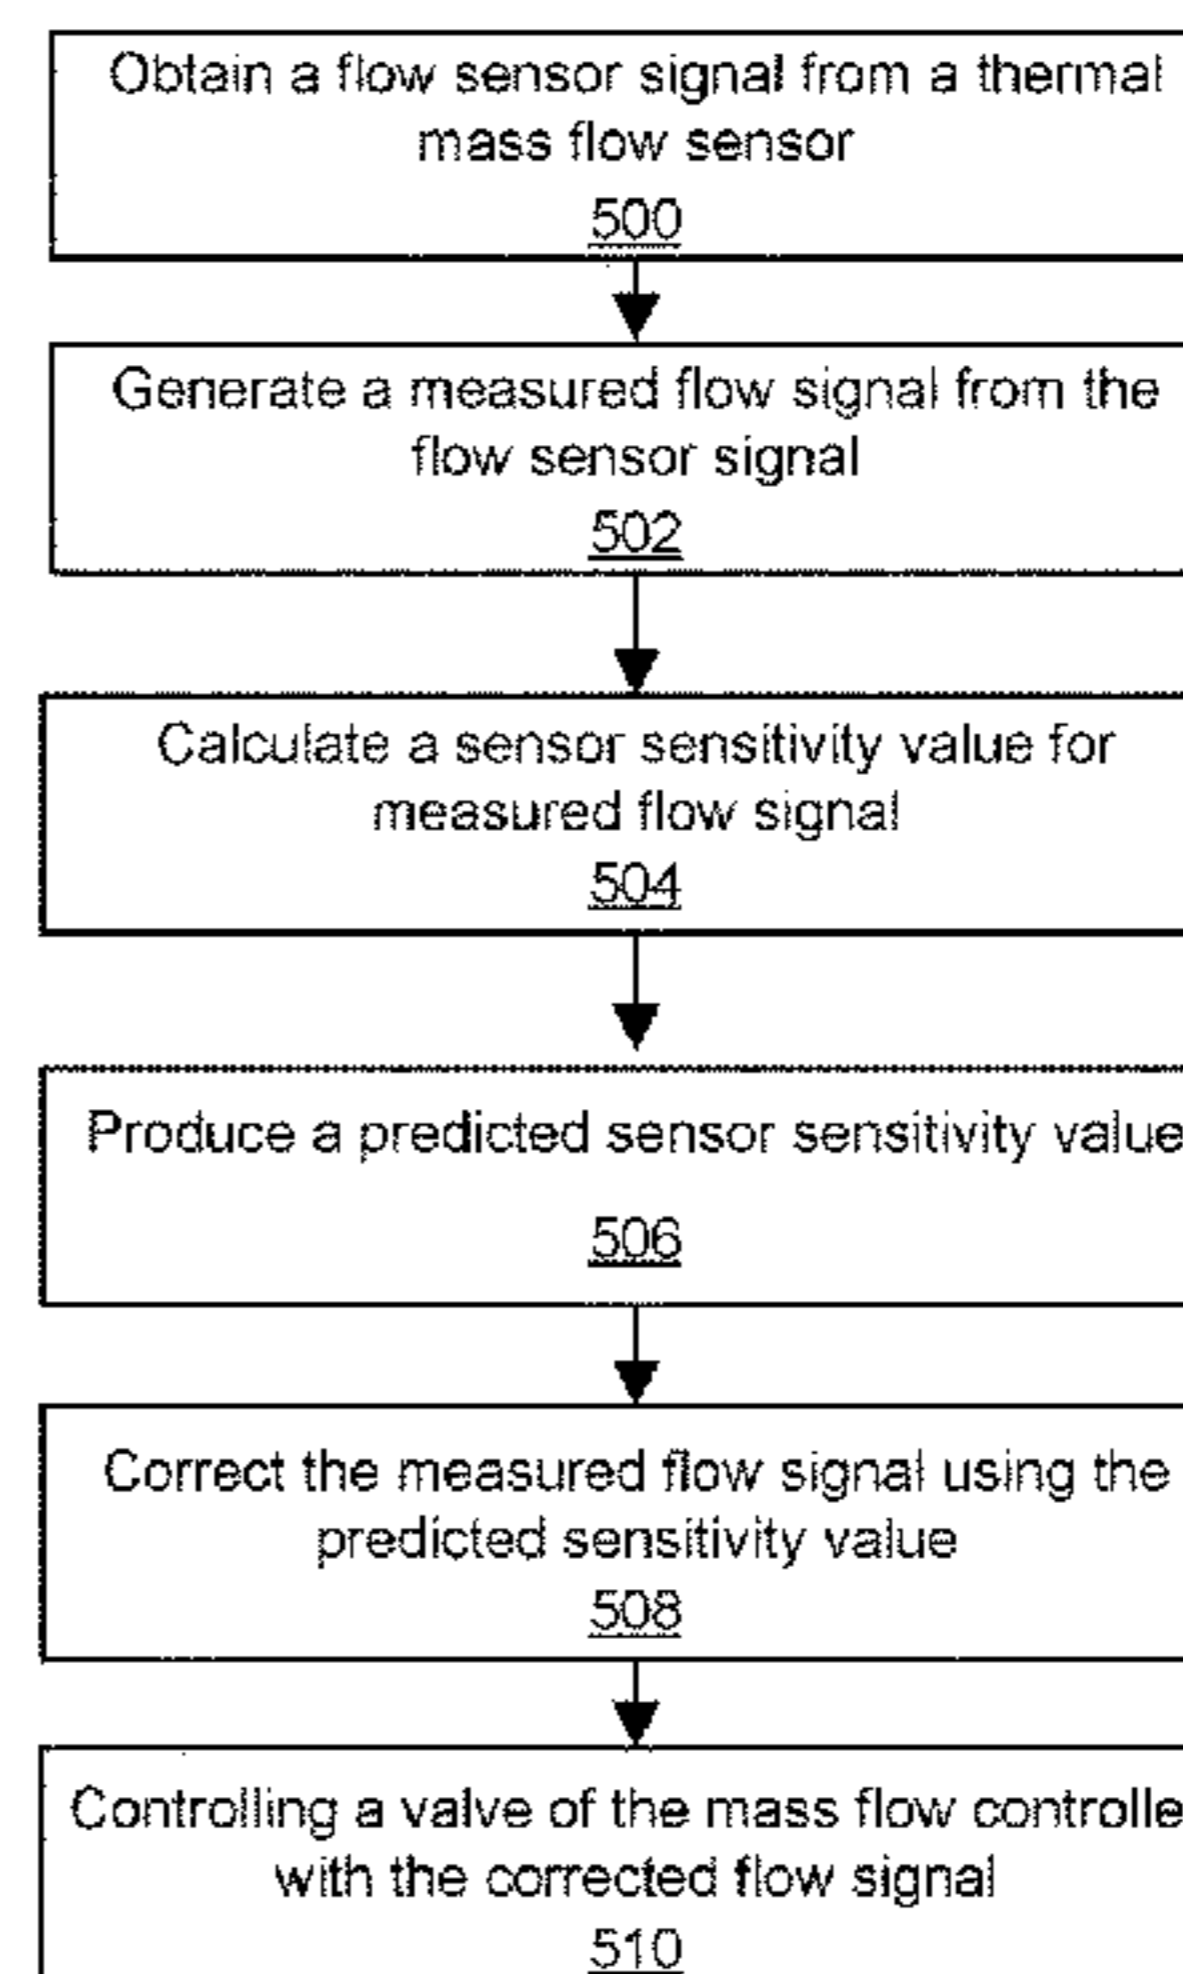 Obtain a flow sensor signal from a thermal
mass flow sensor
500
Generate a measured flow signal from the
flow sensor signal
502
Calculate a sensor sensitivity value for
measured flow signal
504
Produce a predicted sensor sensitivity value
506
Correct the measured flow signal using the
predicted sensitivity value
508
Controlling a valve of the mass flow controlle
with the corrected flow signal
510